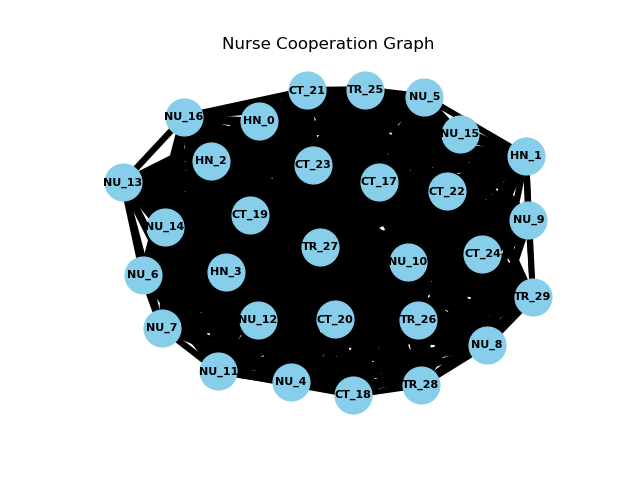 Nurse Cooperation Graph
CT_21
TR_25
NU_5
NU_16
HN_0
NU_15
HN_1
HN_2
CT_23
NU_13
CT_17
CT_22
CT_19
NU_9
NU_14
TR_27
CT_24
NU_10
HN_3
NU_6
TR_29
NU_12
CT_20
TR_26
NU_7
NU_8
NU_11
NU_4
TR_28
CT_18